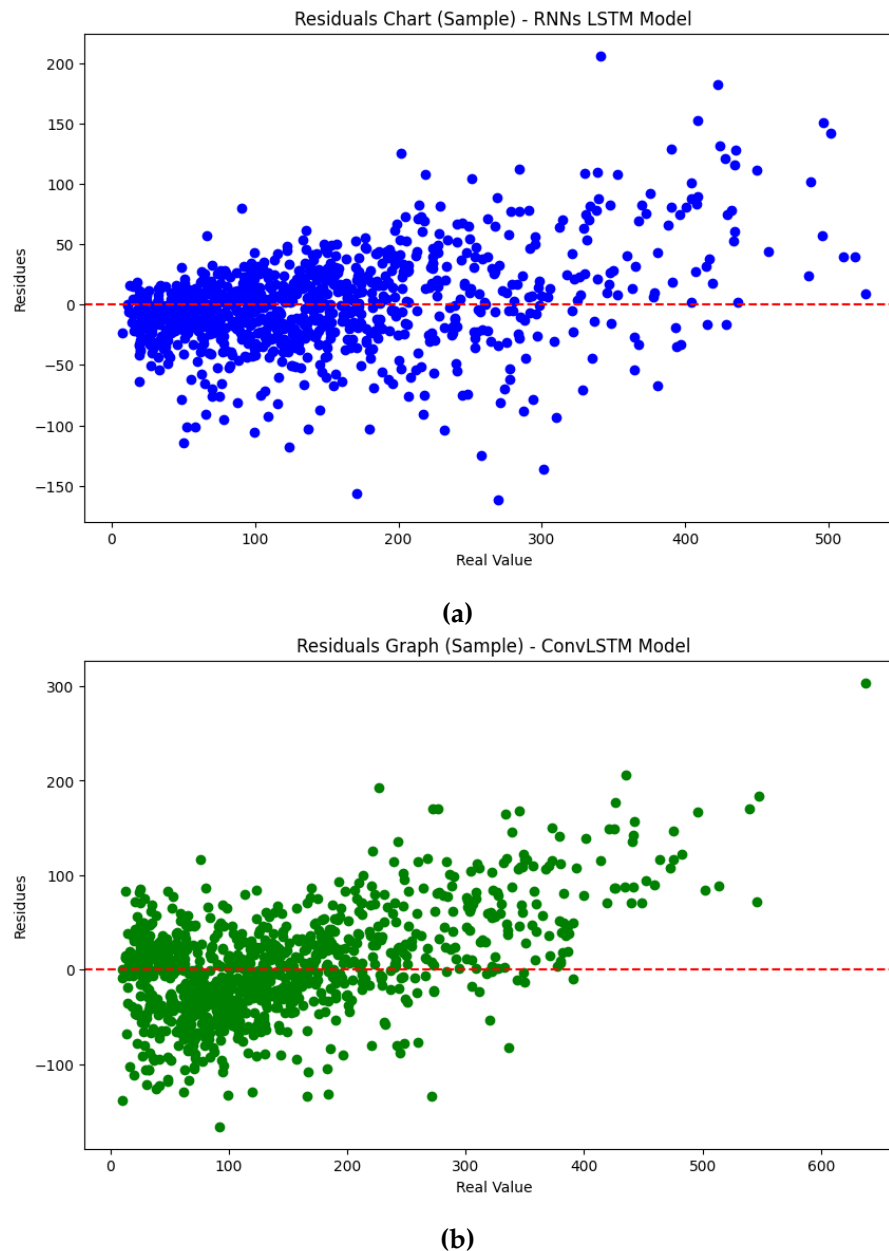 Residuals Chart (Sample) - RNNs LSTM Model
200
150
100
50
0
−50
−100
−150
Residues
0 100 200 300 400 500
Real Value
(a)
Residuals Graph (Sample) - ConvLSTM Model
300
200
100
0
−100
Residues
0 100 200 300 400 500 600
Real Value
(b)